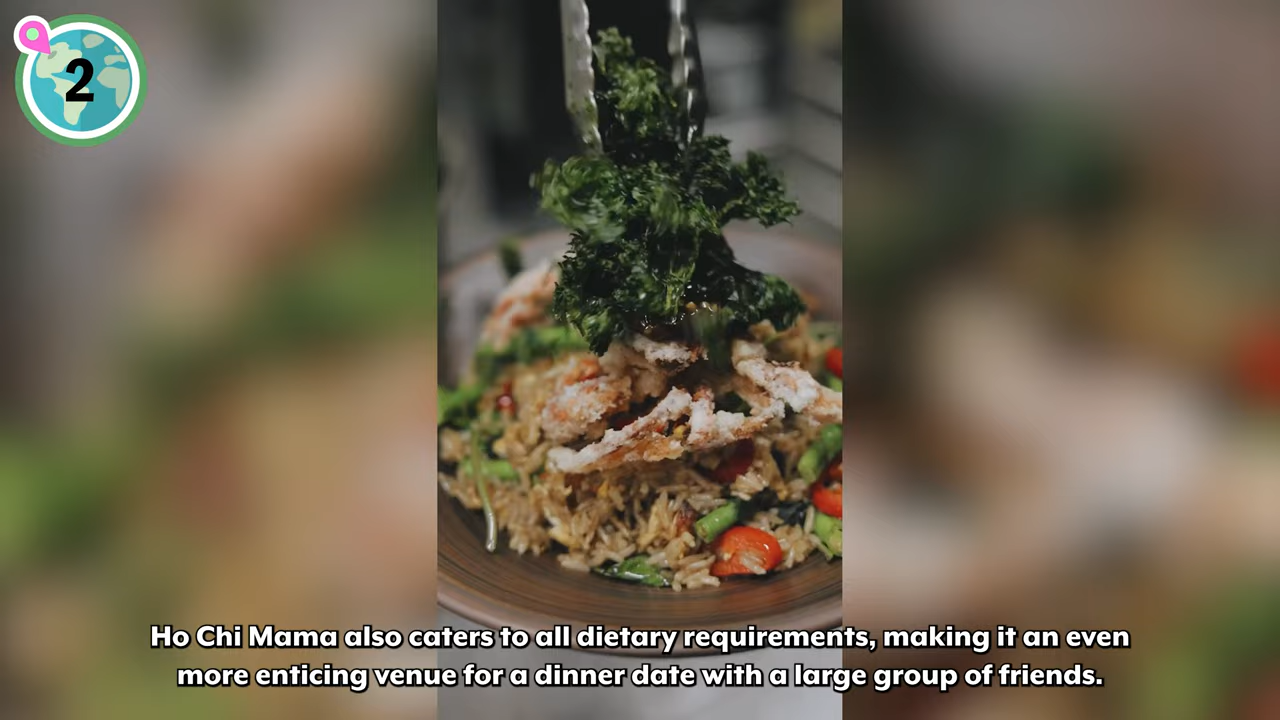 2
Ho Chi Mama also caters to all dietary requirements, making it an even
more enticing venue for a dinner date with a large group of friends.